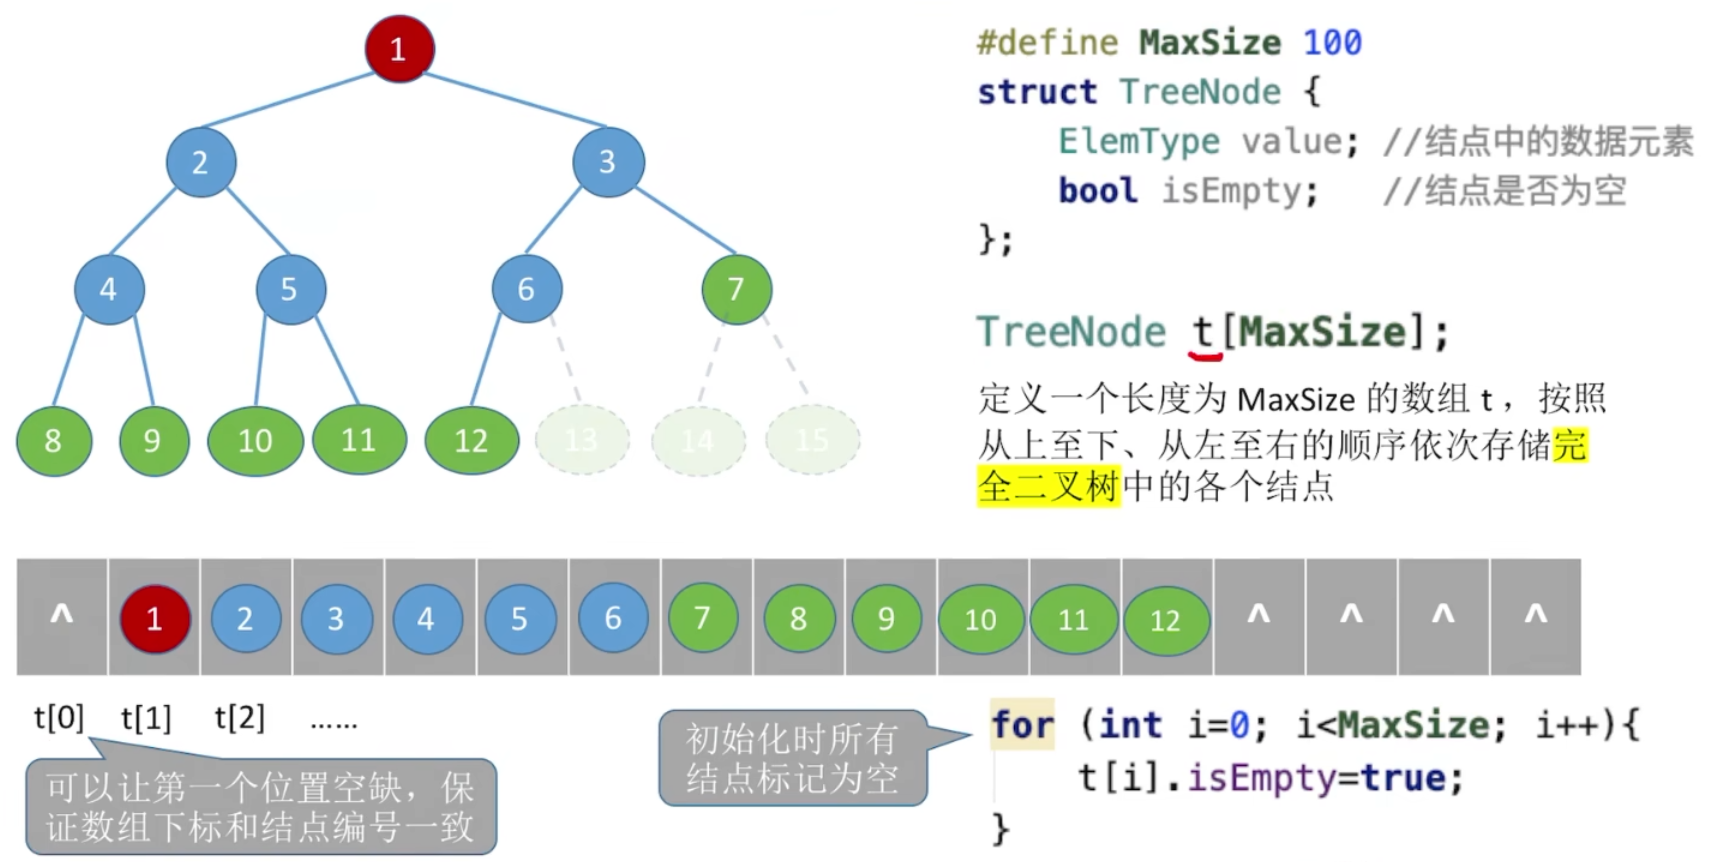 1
2 3
4 5 6 7
8 9 10 11 12 13 14 15
#define MaxSize 100
struct TreeNode {
ElemType value; //结点中的数据元素
bool isEmpty; //结点是否为空
};
TreeNode t[MaxSize];
定义一个长度为 MaxSize 的数组 t ，按照
从上至下、从左至右的顺序依次存储完
全二叉树中的各个结点
^ 1 2 3 4 5 6 7 8 9 10 11 12 ^ ^ ^ ^
t[0] t[1] t[2] ……
可以让第一个位置空缺，保
证数组下标和结点编号一致
初始化时所有
结点标记为空
for (int i=0; i<MaxSize; i++){
t[i].isEmpty=true;
}